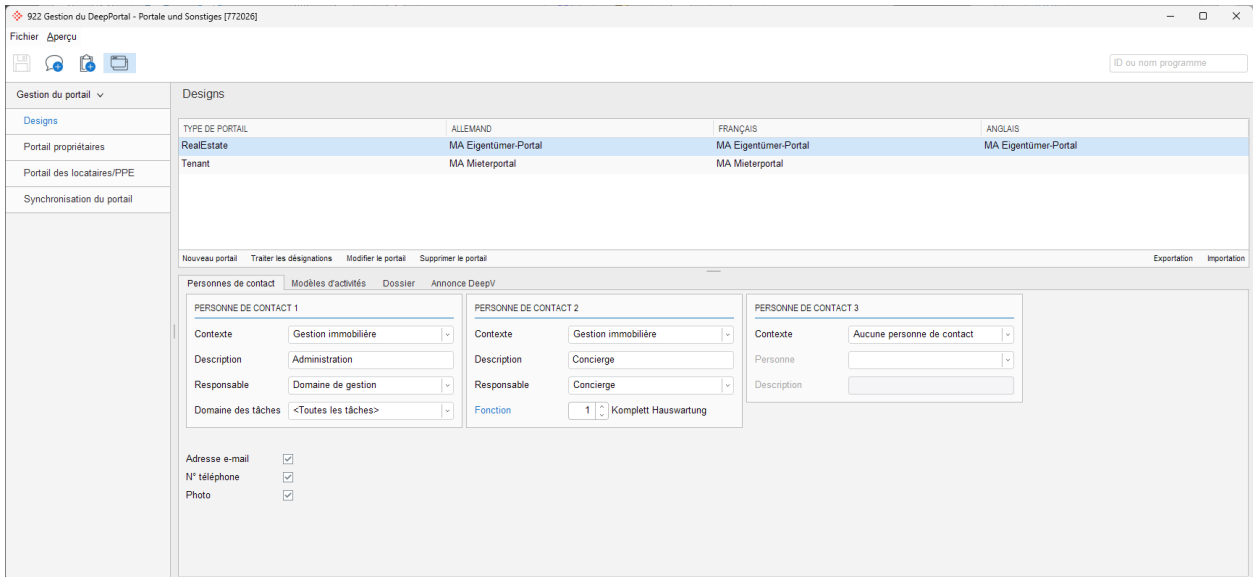 922 Gestion du DeepPortal - Portale und Sonstiges [772026]
Fichier Aperçu
ID ou nom programme
Gestion du portail
Designs
Portail propriétaires
Portail des locataires/PPE
Synchronisation du portail
Designs
TYPE DE PORTAIL ALLEMAND FRANÇAIS ANGLAIS
RealEstate MA Eigentümer-Portal MA Eigentümer-Portal MA Eigentümer-Portal
Tenant MA Mieterportal MA Mieterportal
Nouveau portail Traiter les désignations Modifier le portail Supprimer le portail Exportation Importation
Personnes de contact Modèles d'activités Dossier Annonce DeepV
PERSONNE DE CONTACT 1
Contexte Gestion immobilière
Description Administration
Responsable Domaine de gestion
Domaine des tâches <Toutes les tâches>
PERSONNE DE CONTACT 2
Contexte Gestion immobilière
Description Concierge
Responsable Concierge
Fonction 1 Komplett Hauswartung
PERSONNE DE CONTACT 3
Contexte Aucune personne de contact
Personne
Description
Adresse e-mail
N° téléphone
Photo